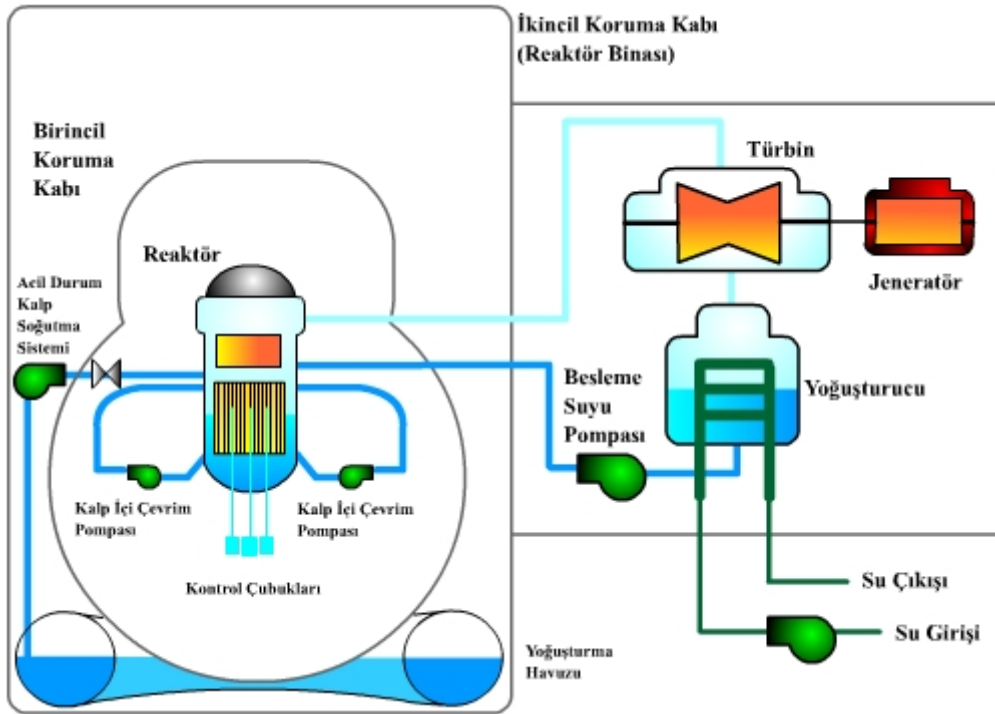 İkincil Koruma Kabı
(Reaktör Binası)
Birincil
Koruma
Kabı
Türbin
Reaktör
Jeneratör
Acil Durum
Kalp
Soğutma
Sistemi
Besleme
Suyu
Pompası
Yoğuşturucu
Kalp İçi Çevrim
Pompası
Kalp İçi Çevrim
Pompası
Kontrol Çubukları
Su Çıkışı
Su Girişi
Yoğuşturma
Havuzu